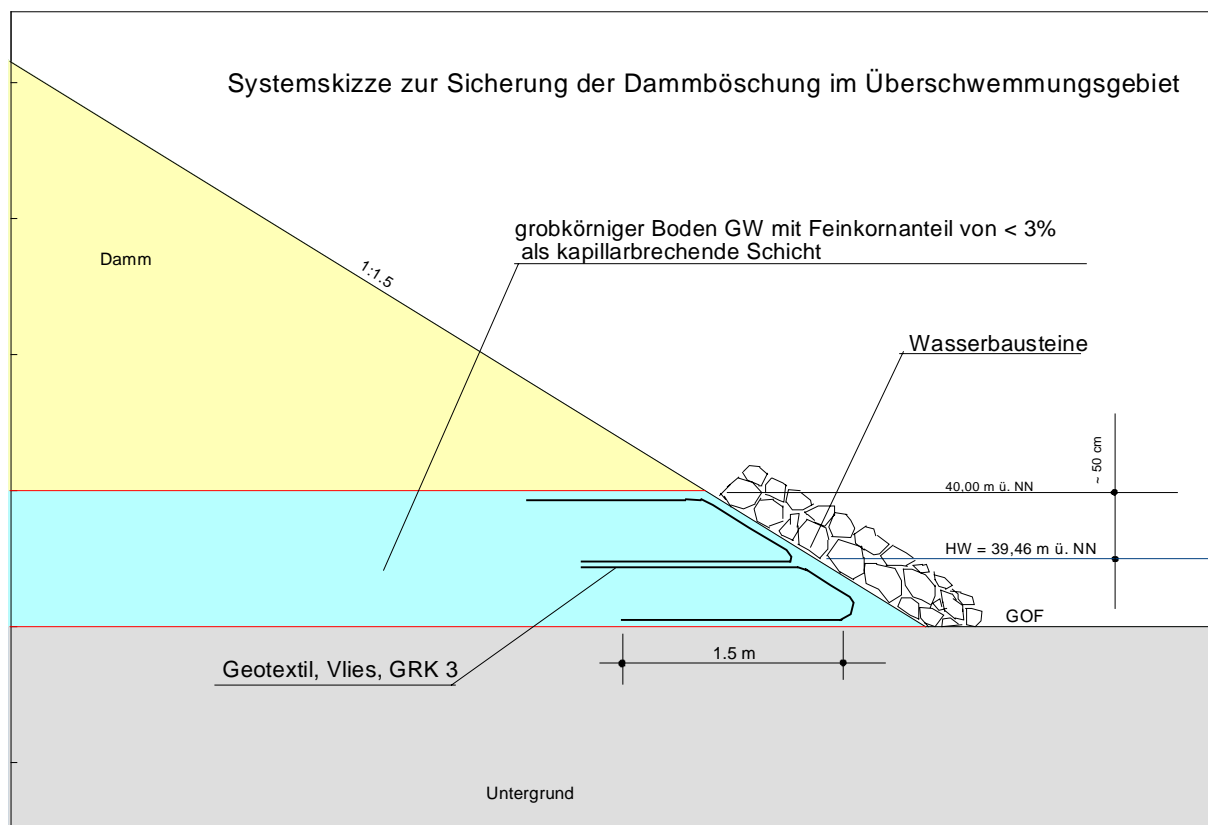 Systemskizze zur Sicherung der Dammböschung im Überschwemmungsgebiet
grobkörniger Boden GW mit Feinkornanteil von < 3%
als kapillarbrechende Schicht
Damm
1:1.5
Wasserbausteine
~ 50 cm
40,00 m ü. NN
HW = 39,46 m ü. NN
GOF
1.5 m
Geotextil, Vlies, GRK 3
Untergrund